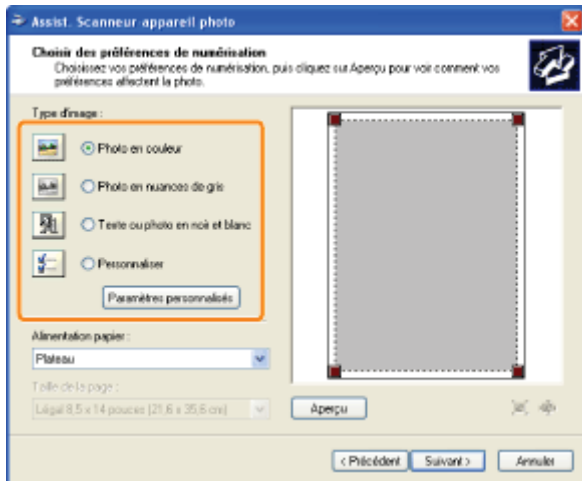 Assist. Scanneur appareil photo
Choisir des préférences de numérisation
Choisissez vos préférences de numérisation, puis cliquez sur Aperçu pour voir comment vos
préférences affectent la photo.
Type d'image :
Photo en couleur
Photo en nuances de gris
Texte ou photo en noir et blanc
Personnaliser
Paramètres personnalisés
Alimentation papier :
Plateau
Taille de la page :
Légal 8,5 x 14 pouces (21,6 x 35,6 cm)
Aperçu
< Précédent
Suivant >
Annuler